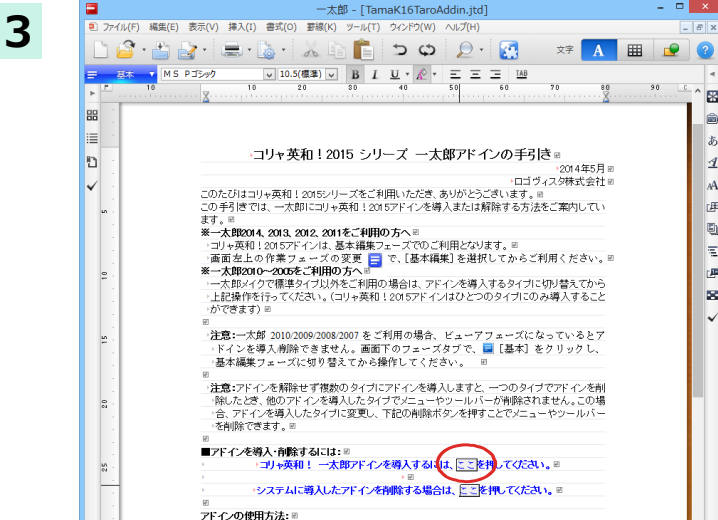 3
一太郎 - [TamaK16TaroAddin.jtd]
ファイル(F) 編集(E) 表示(V) 挿入(I) 書式(O) 罫線(K) ツール(T) ウィンドウ(W) ヘルプ(H)
文字 A
基本 MS Pゴシック 10.5(標準) B I U
10 10 20 30 40 50 60 70 80 90
コリャ英和！2015 シリーズ 一太郎アドインの手引き
2014年5月
ロゴヴィスタ株式会社
このたびはコリャ英和！2015シリーズをご利用いただき、ありがとうございます。
この手引きでは、一太郎にコリャ英和！2015アドインを導入または解除する方法をご案内してい
ます。
※一太郎2014、2013、2012、2011をご利用の方へ
コリャ英和！2015アドインは、基本編集フェーズでのご利用となります。
画面左上の作業フェーズの変更 で、［基本編集］を選択してからご利用ください。
※一太郎2010～2005をご利用の方へ
一太郎メイクで標準タイプ以外をご利用の場合は、アドインを導入するタイプに切り替えてから
上記操作を行ってください。（コリャ英和！2015アドインはひとつのタイプにのみ導入すること
ができます）
注意：一太郎 2010/2009/2008/2007 をご利用の場合、ビューアフェーズになっているとア
ドインを導入/削除できません。画面下のフェーズタブで、 ［基本］をクリックし、
基本編集フェーズに切り替えてから操作してください。
注意：アドインを解除せず複数のタイプにアドインを導入しますと、一つのタイプでアドインを削
除したとき、他のアドインを導入したタイプでメニューやツールバーが削除されません。この場
合、アドインを導入したタイプに変更し、下記の削除ボタンを押すことでメニューやツールバー
を削除できます。
■アドインを導入・削除するには：
コリャ英和！ 一太郎アドインを導入するには、ここを押してください。
システムに導入したアドインを削除する場合は、ここを押してください。
アドインの使用方法：